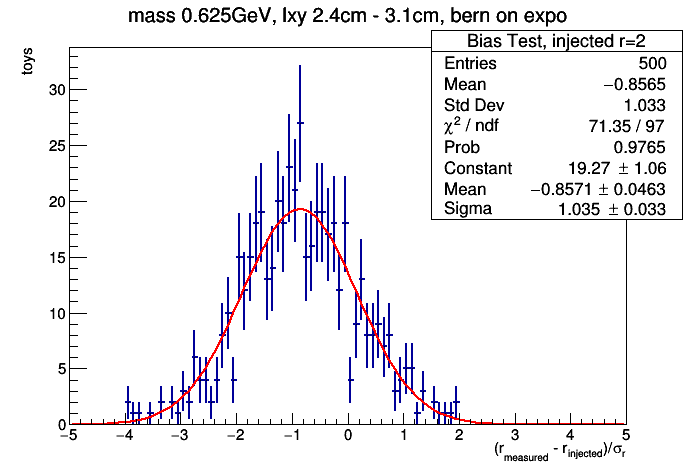 mass 0.625GeV, lxy 2.4cm - 3.1cm, bern on expo
toys
Bias Test, injected r=2
Entries 500
Mean −0.8565
Std Dev 1.033
χ² / ndf 71.35 / 97
Prob 0.9765
Constant 19.27 ± 1.06
Mean −0.8571 ± 0.0463
Sigma 1.035 ± 0.033
30
25
20
15
10
5
0
−5 −4 −3 −2 −1 0 1 2 3 4 5
(r_measured - r_injected)/σ_r